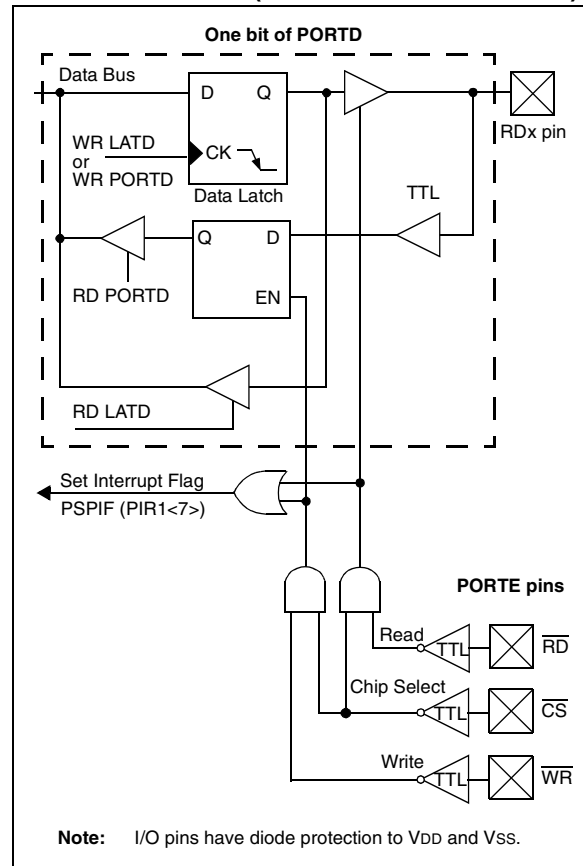 One bit of PORTD
Data Bus
D Q
RDx pin
WR LATD
or
WR PORTD
CK
Data Latch
TTL
Q D
EN
RD PORTD
RD LATD
Set Interrupt Flag
PSPIF (PIR1<7>)
PORTE pins
Read
TTL
RD
Chip Select
TTL
CS
Write
TTL
WR
Note: I/O pins have diode protection to VDD and VSS.